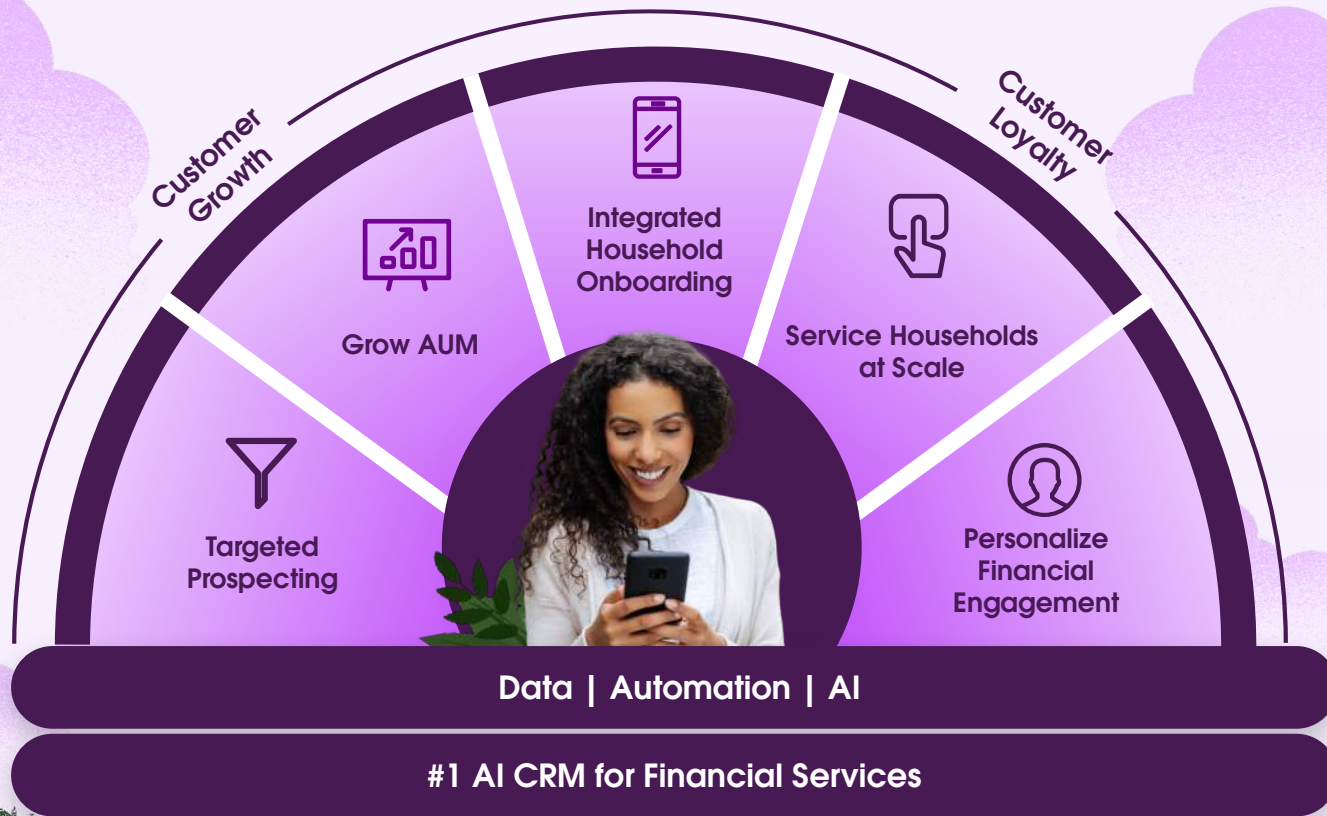 Customer
Growth
Customer
Loyalty
Integrated
Household
Onboarding
Grow AUM
Service Households
at Scale
Targeted
Prospecting
Personalize
Financial
Engagement
Data | Automation | AI
#1 AI CRM for Financial Services